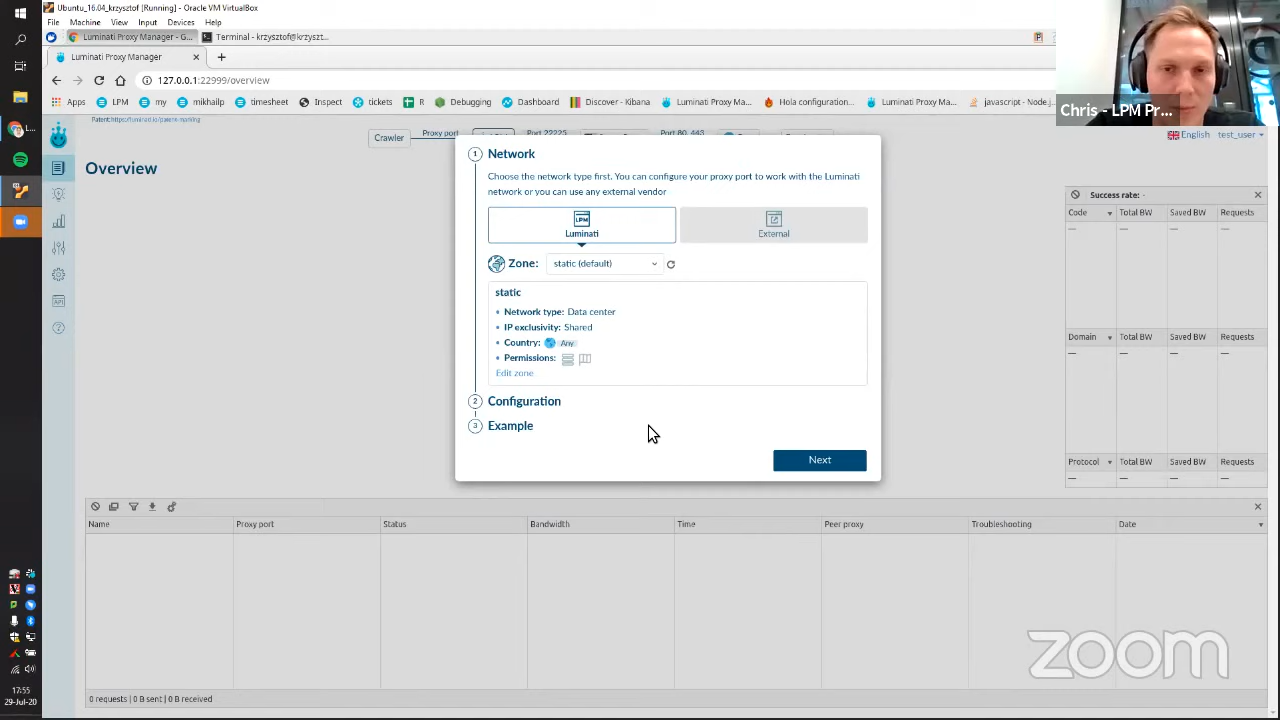 Ubuntu_16.04_krzysztof [Running] - Oracle VM VirtualBox
File Machine View Input Devices Help
Luminati Proxy Manager - G... Terminal - krzysztof@krzyszt...
Luminati Proxy Manager
127.0.0.1:22999/overview
Apps LPM my mikhailp timesheet Inspect tickets R Debugging Dashboard Discover - Kibana Luminati Proxy Ma... Hola configuration... Luminati Proxy Ma... javascript - Node.j...
Chris - LPM Pr...
Patent: https://luminati.io/patent-marking
English test_user
Crawler Proxy port Port 22225 Port 80, 443
Overview
1 Network
Choose the network type first. You can configure your proxy port to work with the Luminati
network or you can use any external vendor
LPM
Luminati
External
Zone: static (default)
static
Network type: Data center
IP exclusivity: Shared
Country: Any
Permissions:
Edit zone
2 Configuration
3 Example
Next
Success rate: -
Code Total BW Saved BW Requests
— — — —
Domain Total BW Saved BW Requests
— — — —
Protocol Total BW Saved BW Requests
— — — —
Name Proxy port Status Bandwidth Time Peer proxy Troubleshooting Date
0 requests | 0 B sent | 0 B received
API
17:55
29-Jul-20
zoom